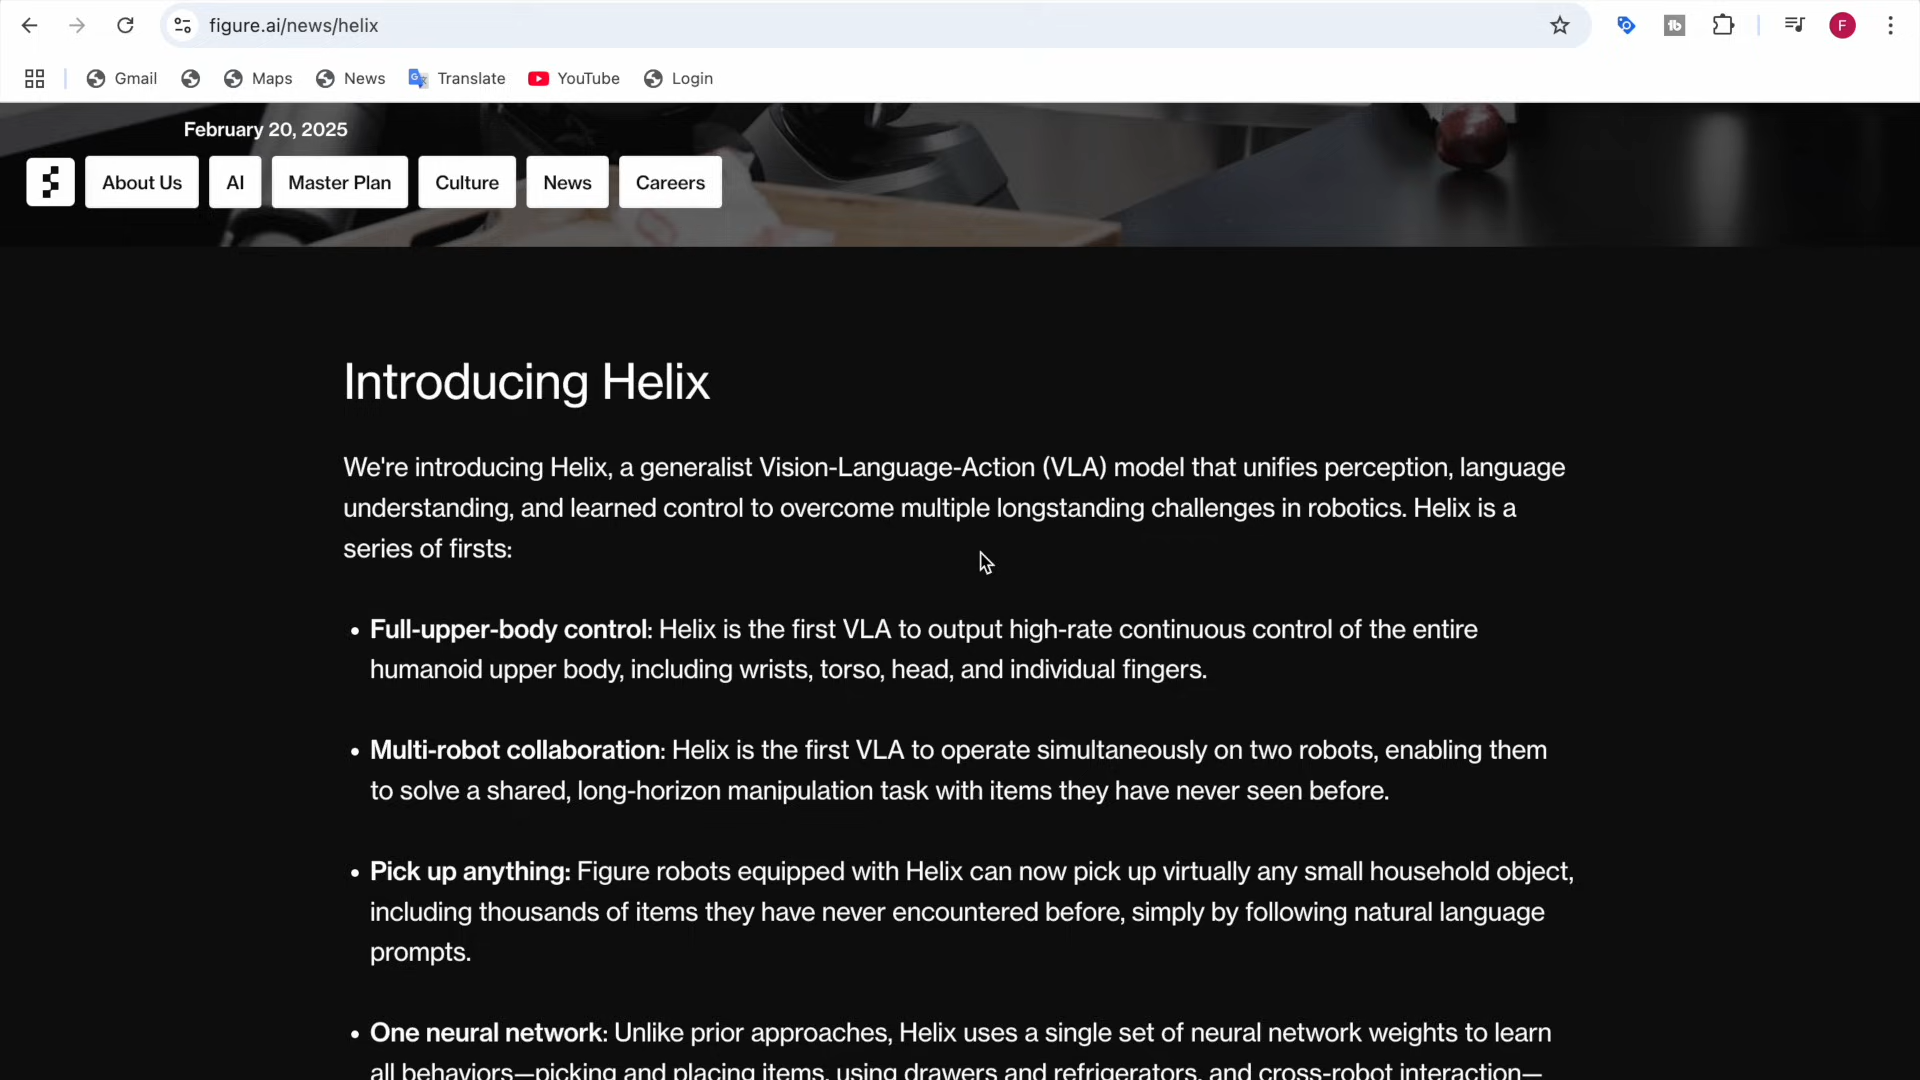 figure.ai/news/helix
F
Gmail Maps News Translate YouTube Login
February 20, 2025
About Us AI Master Plan Culture News Careers
Introducing Helix
We're introducing Helix, a generalist Vision-Language-Action (VLA) model that unifies perception, language
understanding, and learned control to overcome multiple longstanding challenges in robotics. Helix is a
series of firsts:
• Full-upper-body control: Helix is the first VLA to output high-rate continuous control of the entire
humanoid upper body, including wrists, torso, head, and individual fingers.
• Multi-robot collaboration: Helix is the first VLA to operate simultaneously on two robots, enabling them
to solve a shared, long-horizon manipulation task with items they have never seen before.
• Pick up anything: Figure robots equipped with Helix can now pick up virtually any small household object,
including thousands of items they have never encountered before, simply by following natural language
prompts.
• One neural network: Unlike prior approaches, Helix uses a single set of neural network weights to learn
all behaviors—picking and placing items, using drawers and refrigerators, and cross-robot interaction—